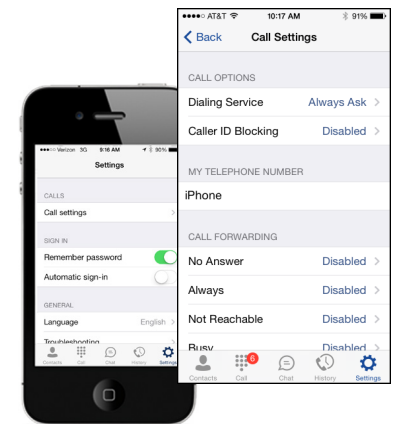 Verizon 3G 9:16 AM 95%
Settings
CALLS
Call settings
SIGN IN
Remember password
Automatic sign-in
GENERAL
Language English
Troubleshooting
Contacts Call Chat History Settings
AT&T 10:17 AM 91%
Back Call Settings
CALL OPTIONS
Dialing Service Always Ask
Caller ID Blocking Disabled
MY TELEPHONE NUMBER
iPhone
CALL FORWARDING
No Answer Disabled
Always Disabled
Not Reachable Disabled
Busy Disabled
6
Contacts Call Chat History Settings